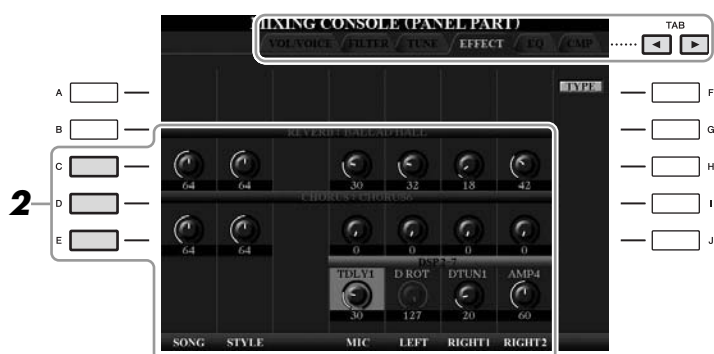 MIXING CONSOLE (PANEL PART)
TAB
VOL/VOICE FILTER TUNE EFFECT EQ CMP
A
TYPE
F
B
G
REVERB : BALLAD HALL
C
H
64 64 30 32 18 42
CHORUS : CHORUS6
2
D
I
E
J
64 64 0 0 0 0
DSP2-7
TDLY1 D ROT DTUN1 AMP4
30 127 20 60
SONG STYLE MIC LEFT RIGHT1 RIGHT2